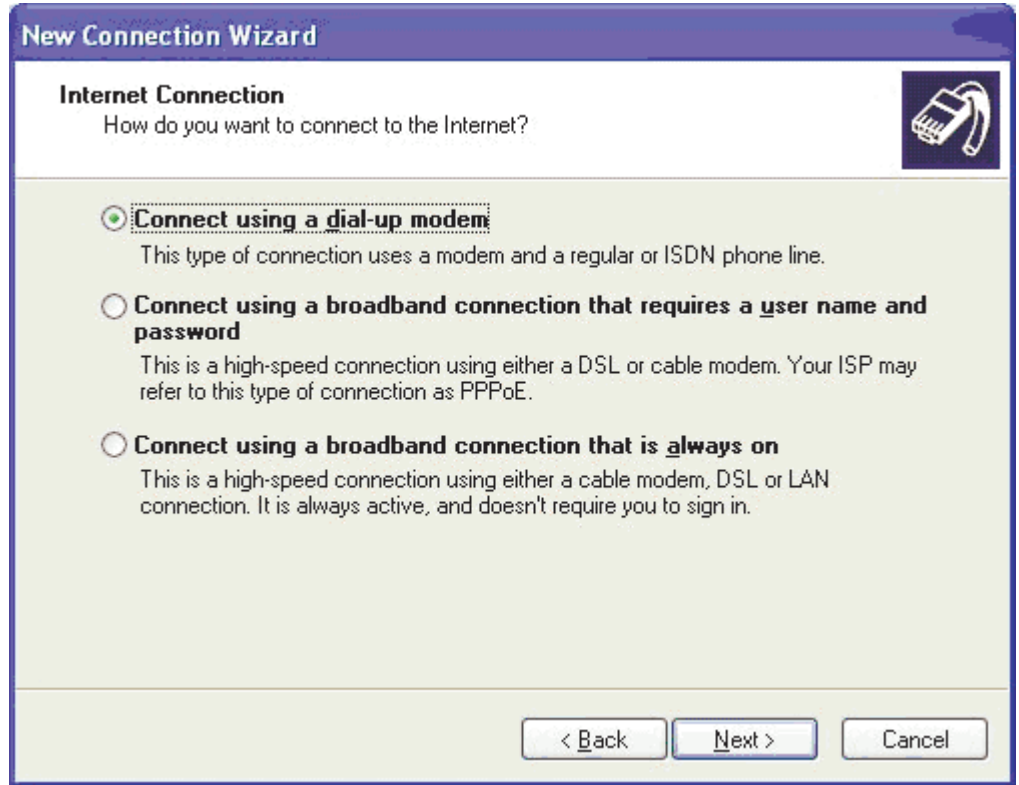 New Connection Wizard
Internet Connection
How do you want to connect to the Internet?
Connect using a dial-up modem
This type of connection uses a modem and a regular or ISDN phone line.
Connect using a broadband connection that requires a user name and
password
This is a high-speed connection using either a DSL or cable modem. Your ISP may
refer to this type of connection as PPPoE.
Connect using a broadband connection that is always on
This is a high-speed connection using either a cable modem, DSL or LAN
connection. It is always active, and doesn't require you to sign in.
< Back Next > Cancel